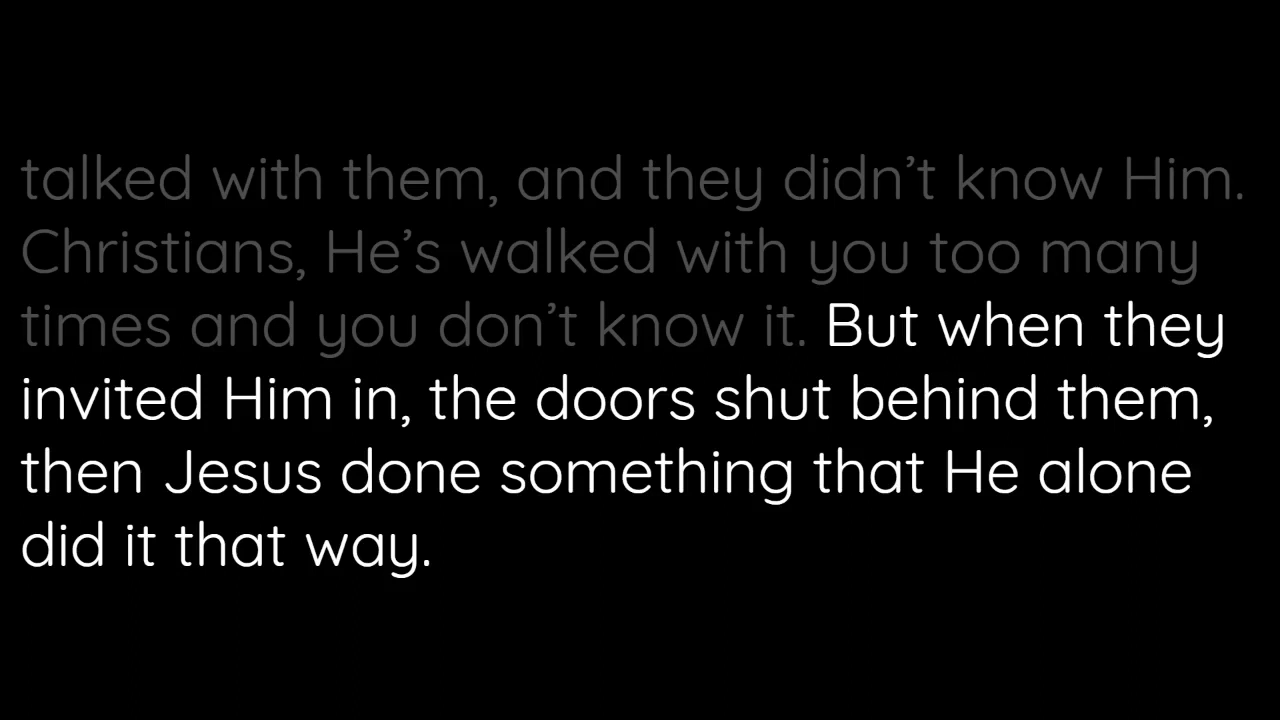 talked with them, and they didn’t know Him.
Christians, He’s walked with you too many
times and you don’t know it. But when they
invited Him in, the doors shut behind them,
then Jesus done something that He alone
did it that way.